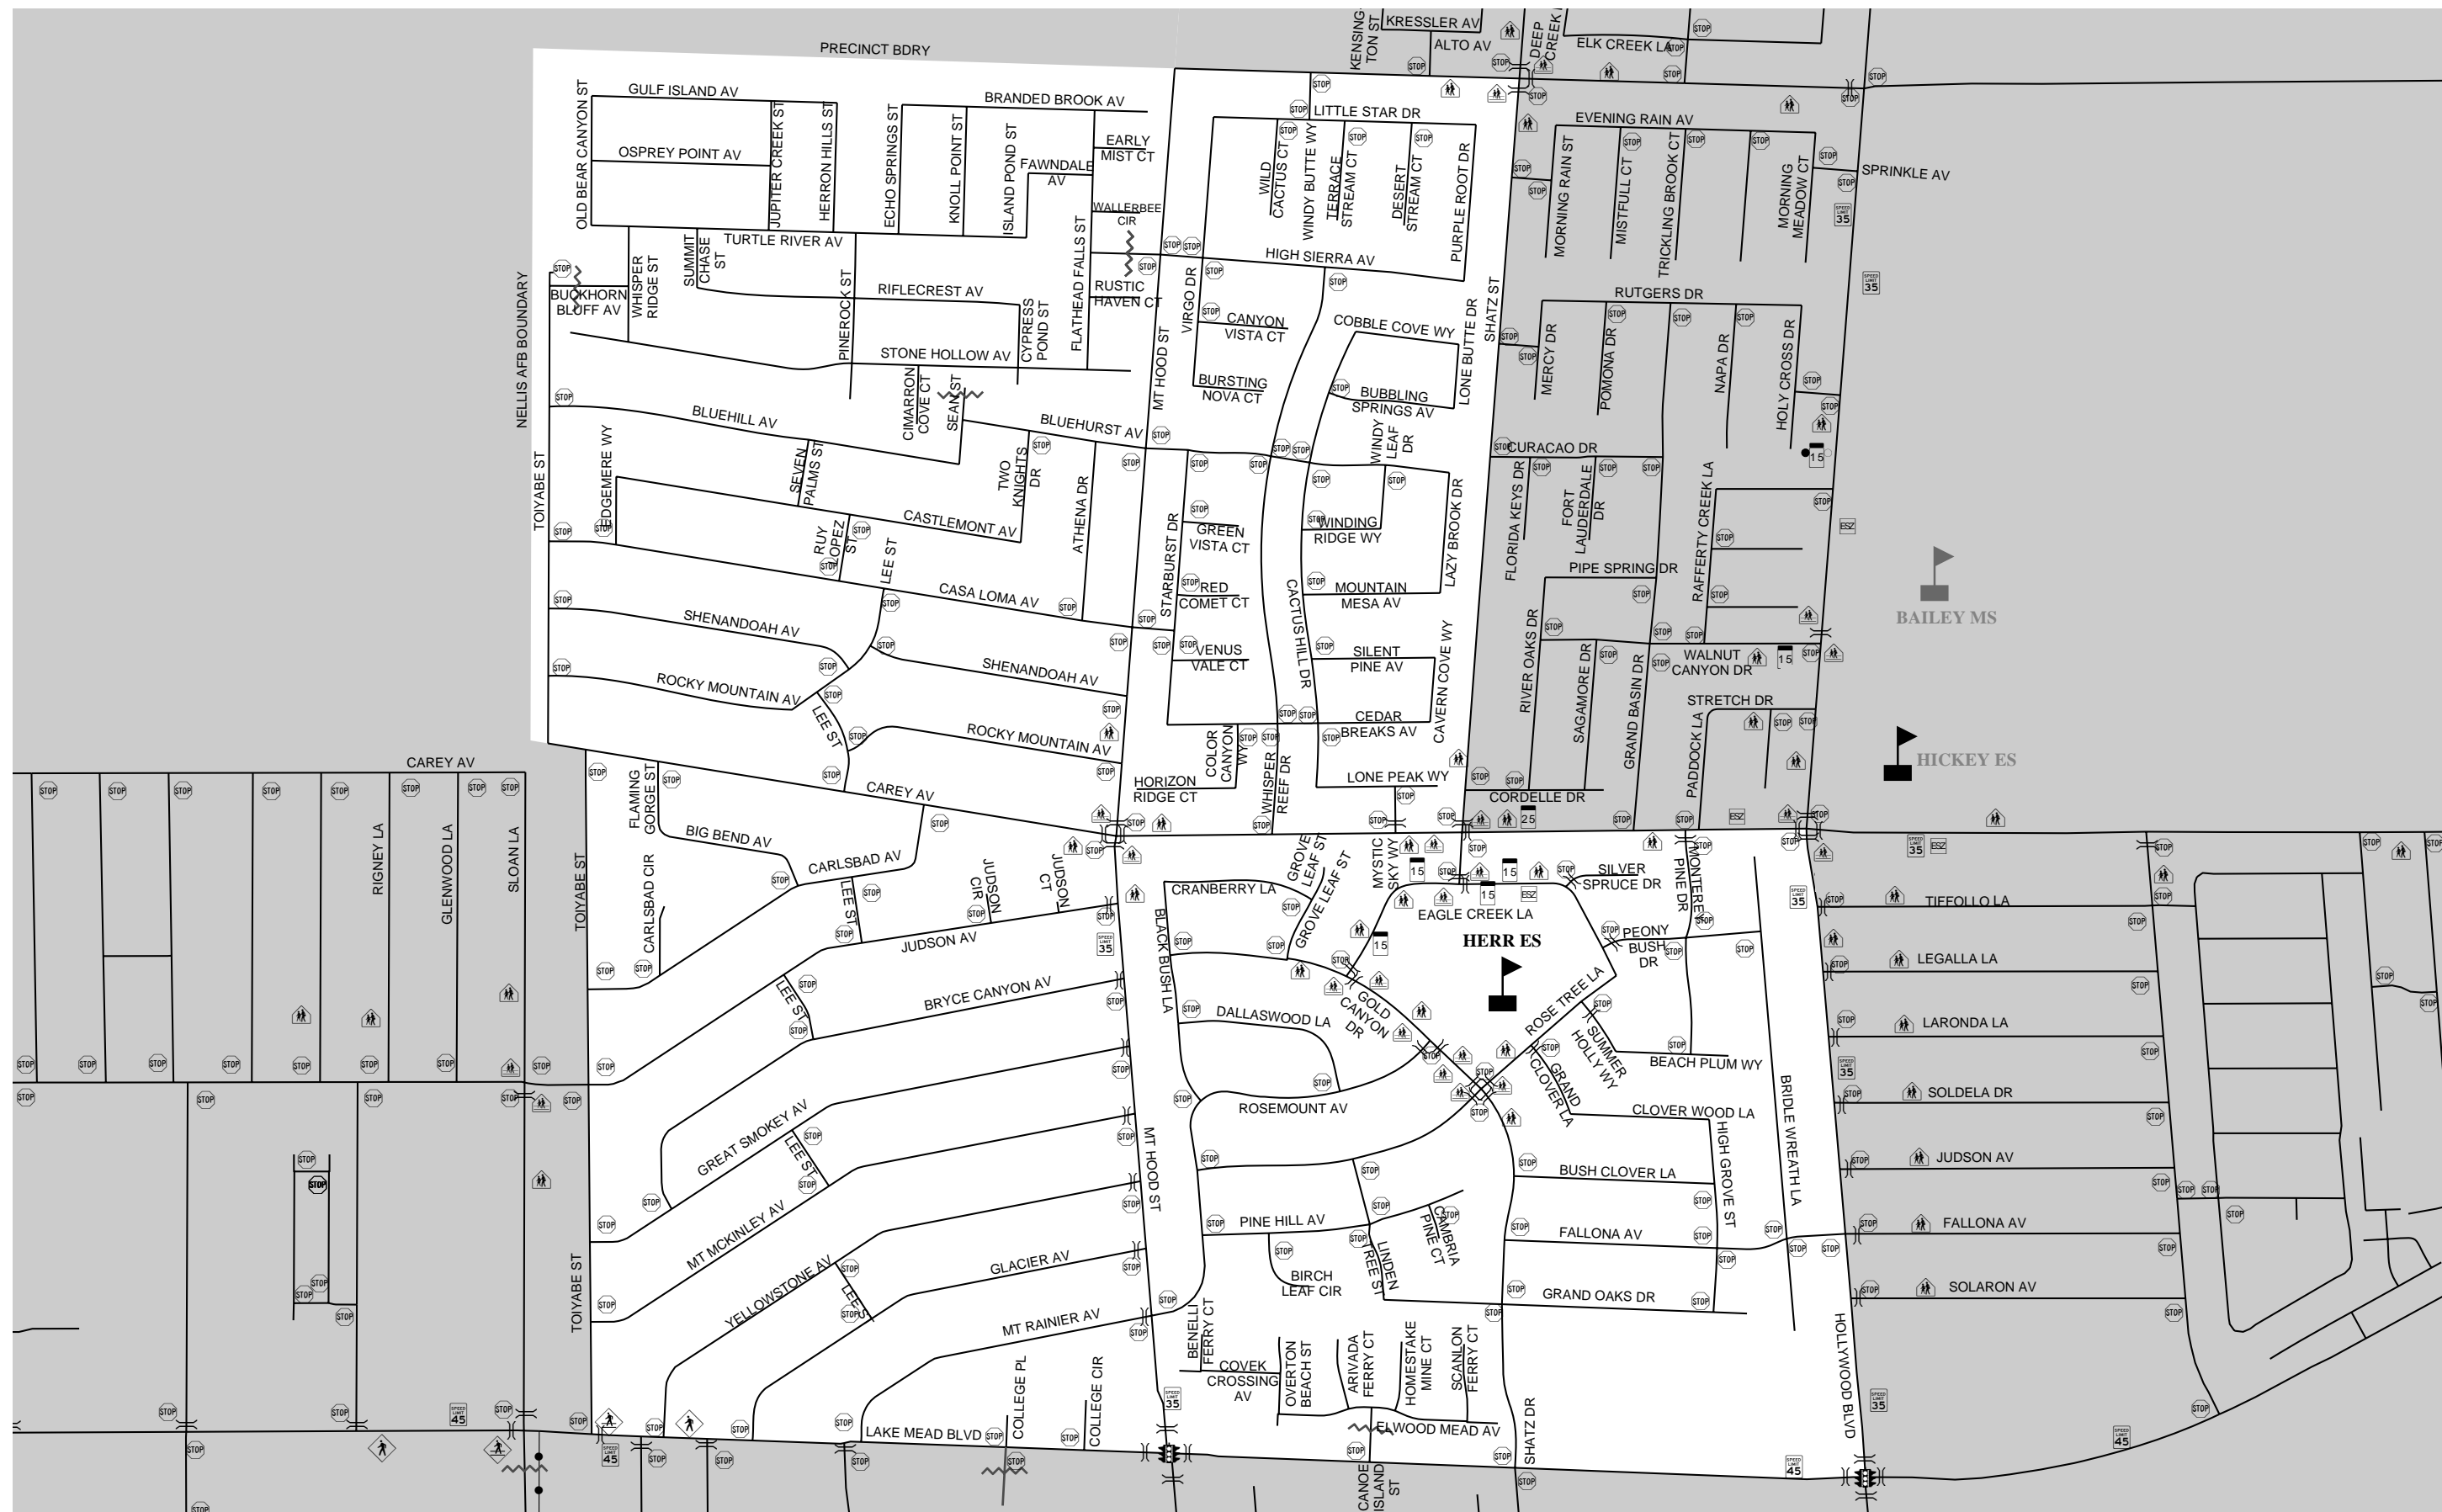 KENSING-
TON ST
KRESSLER AV
ALTO AV
DEEP
CREEK
ELK CREEK LA
PRECINCT BDRY
OLD BEAR CANYON ST
GULF ISLAND AV
OSPREY POINT AV
JUPITER CREEK ST
HERRON HILLS ST
ECHO SPRINGS ST
KNOLL POINT ST
ISLAND POND ST
BRANDED BROOK AV
EARLY
MIST CT
FAWNDALE
AV
WALLERBEE
CIR
FLATHEAD FALLS ST
RUSTIC
HAVEN CT
TURTLE RIVER AV
SUMMIT
CHASE
ST
WHISPER
RIDGE ST
BUCKHORN
BLUFF AV
PINEROCK ST
RIFLECREST AV
CYPRESS
POND ST
STONE HOLLOW AV
CIMARRON
COVE CT
SEAN ST
NELLIS AFB BOUNDARY
TOIYABE ST
BLUEHILL AV
BLUEHURST AV
EDGEMERE WY
SEVEN
PALMS ST
TWO
KNIGHTS
DR
CASTLEMONT AV
RUY
LOPEZ
ST
LEE ST
ATHENA DR
CASA LOMA AV
SHENANDOAH AV
SHENANDOAH AV
ROCKY MOUNTAIN AV
LEE ST
ROCKY MOUNTAIN AV
CAREY AV
CAREY AV
MT HOOD ST
LITTLE STAR DR
WILD
CACTUS CT
WINDY BUTTE WY
TERRACE
STREAM CT
DESERT
STREAM CT
PURPLE ROOT DR
HIGH SIERRA AV
VIRGO DR
CANYON
VISTA CT
BURSTING
NOVA CT
COBBLE COVE WY
LONE BUTTE DR
SHATZ ST
BUBBLING
SPRINGS AV
WINDY
LEAF
DR
STARBURST DR
GREEN
VISTA CT
WINDING
RIDGE WY
LAZY BROOK DR
RED
COMET CT
MOUNTAIN
MESA AV
CACTUS HILL DR
VENUS
VALE CT
SILENT
PINE AV
CAVERN COVE WY
CEDAR
BREAKS AV
COLOR
CANYON
WY
HORIZON
RIDGE CT
WHISPER
REEF DR
LONE PEAK WY
EVENING RAIN AV
MORNING RAIN ST
MISTFULL CT
TRICKLING BROOK CT
MORNING
MEADOW CT
SPRINKLE AV
RUTGERS DR
MERCY DR
POMONA DR
NAPA DR
HOLY CROSS DR
CURACAO DR
FLORIDA KEYS DR
FORT
LAUDERDALE
DR
RAFFERTY CREEK LA
PIPE SPRING DR
RIVER OAKS DR
SAGAMORE DR
GRAND BASIN DR
WALNUT
CANYON DR
STRETCH DR
PADDOCK LA
CORDELLE DR
BAILEY MS
HICKEY ES
RIGNEY LA
GLENWOOD LA
SLOAN LA
TOIYABE ST
FLAMING
GORGE ST
BIG BEND AV
CARLSBAD AV
CARLSBAD CIR
LEE ST
JUDSON
CIR
JUDSON
CT
JUDSON AV
LEE ST
BRYCE CANYON AV
GREAT SMOKEY AV
LEE ST
MT MCKINLEY AV
YELLOWSTONE AV
LEE S
GLACIER AV
MT RAINIER AV
TOIYABE ST
COLLEGE PL
COLLEGE CIR
LAKE MEAD BLVD
MT HOOD ST
CRANBERRY LA
GROVE
LEAF ST
GROVE LEAF ST
MYSTIC
SKY WY
BLACK BUSH LA
EAGLE CREEK LA
HERR ES
SILVER
SPRUCE DR
PEONY
BUSH
DR
MONTEREY
PINE DR
GOLD
CANYON
DR
DALLASWOOD LA
ROSE TREE LA
SUMMER
HOLLY WY
BEACH PLUM WY
GRAND
CLOVER LA
CLOVER WOOD LA
ROSEMOUNT AV
HIGH GROVE ST
BRIDLE WREATH LA
BUSH CLOVER LA
PINE HILL AV
CAMBRIA
PINE CT
LINDEN
TREE ST
BIRCH
LEAF CIR
FALLONA AV
GRAND OAKS DR
BENELLI
FERRY CT
COVEK
CROSSING
AV
OVERTON
BEACH ST
ARIVADA
FERRY CT
HOMESTAKE
MINE CT
SCANLON
FERRY CT
ELWOOD MEAD AV
CANOE
ISLAND
ST
SHATZ DR
HOLLYWOOD BLVD
TIFFOLLO LA
LEGALLA LA
LARONDA LA
SOLDELA DR
JUDSON AV
FALLONA AV
SOLARON AV
STOP
SPEED
LIMIT
35
SPEED
LIMIT
45
15
25
ESZ